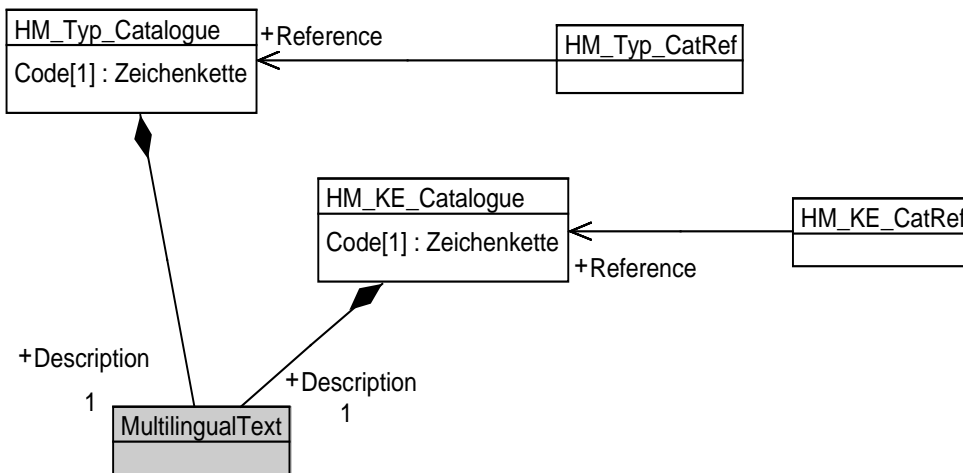 HM_Typ_Catalogue
Code[1] : Zeichenkette
+Reference
HM_Typ_CatRef
HM_KE_Catalogue
Code[1] : Zeichenkette
HM_KE_CatRef
+Reference
+Description
1
+Description
1
MultilingualText